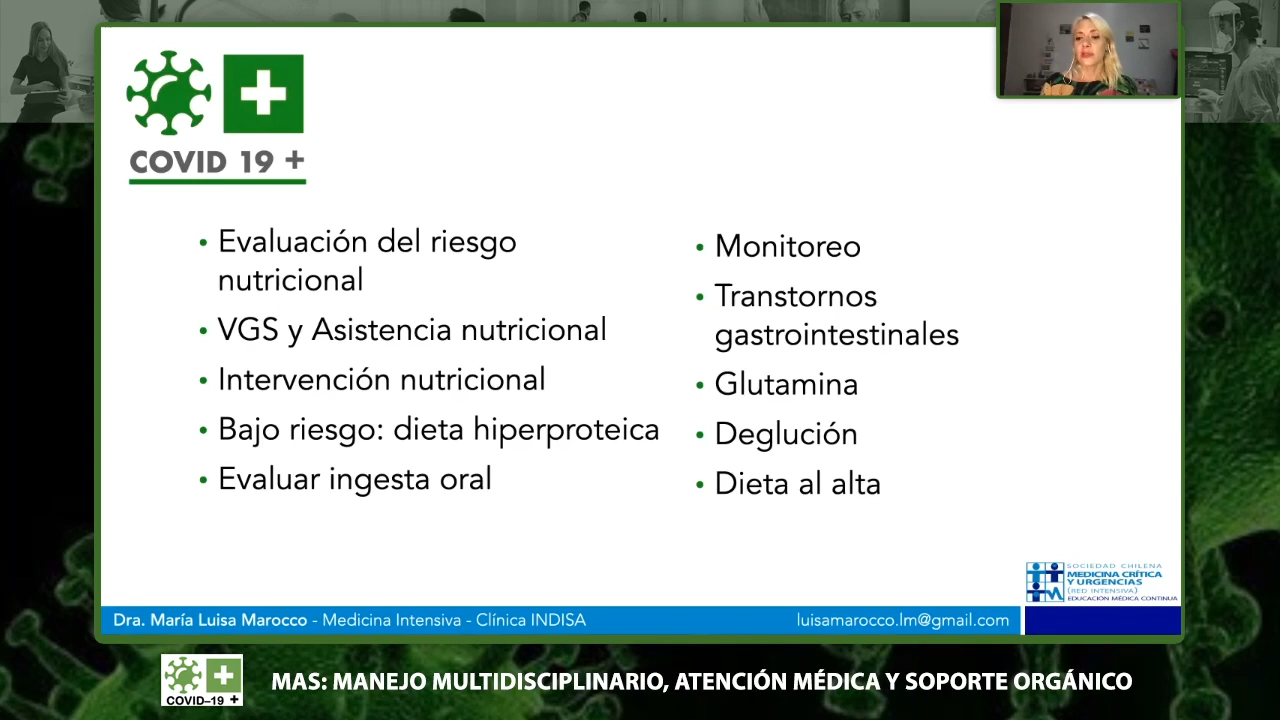 COVID 19 +
• Evaluación del riesgo
nutricional
• VGS y Asistencia nutricional
• Intervención nutricional
• Bajo riesgo: dieta hiperproteica
• Evaluar ingesta oral
• Monitoreo
• Transtornos
gastrointestinales
• Glutamina
• Deglución
• Dieta al alta
SOCIEDAD CHILENA
MEDICINA CRÍTICA
Y URGENCIAS
(RED INTENSIVA)
EDUCACIÓN MÉDICA CONTINUA
Dra. María Luisa Marocco - Medicina Intensiva - Clínica INDISA
luisamarocco.lm@gmail.com
COVID–19 +
MAS: MANEJO MULTIDISCIPLINARIO, ATENCIÓN MÉDICA Y SOPORTE ORGÁNICO